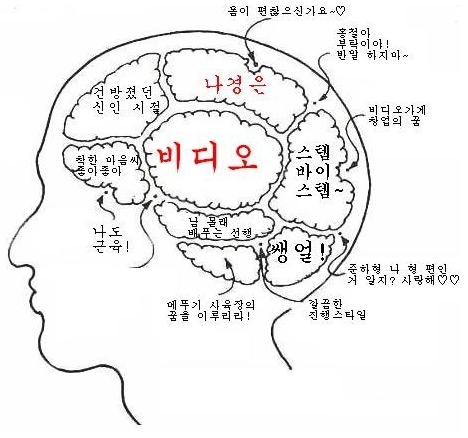 몸이 편찮으신가요~♡
홍철아
부탁이야!
반말 하지마~
건방졌던
신인 시절
나경은
비디오가게
창업의 꿈
착한 마음씨
좋아좋아
비디오
스텝
바이
스텝~
나도
근육!
남 몰래
베푸는 선행
쌩얼!
준하형 나 형 편인
거 알지? 사랑해♡♡
메뚜기 사육장의
꿈을 이루리라!
깔끔한
진행스타일